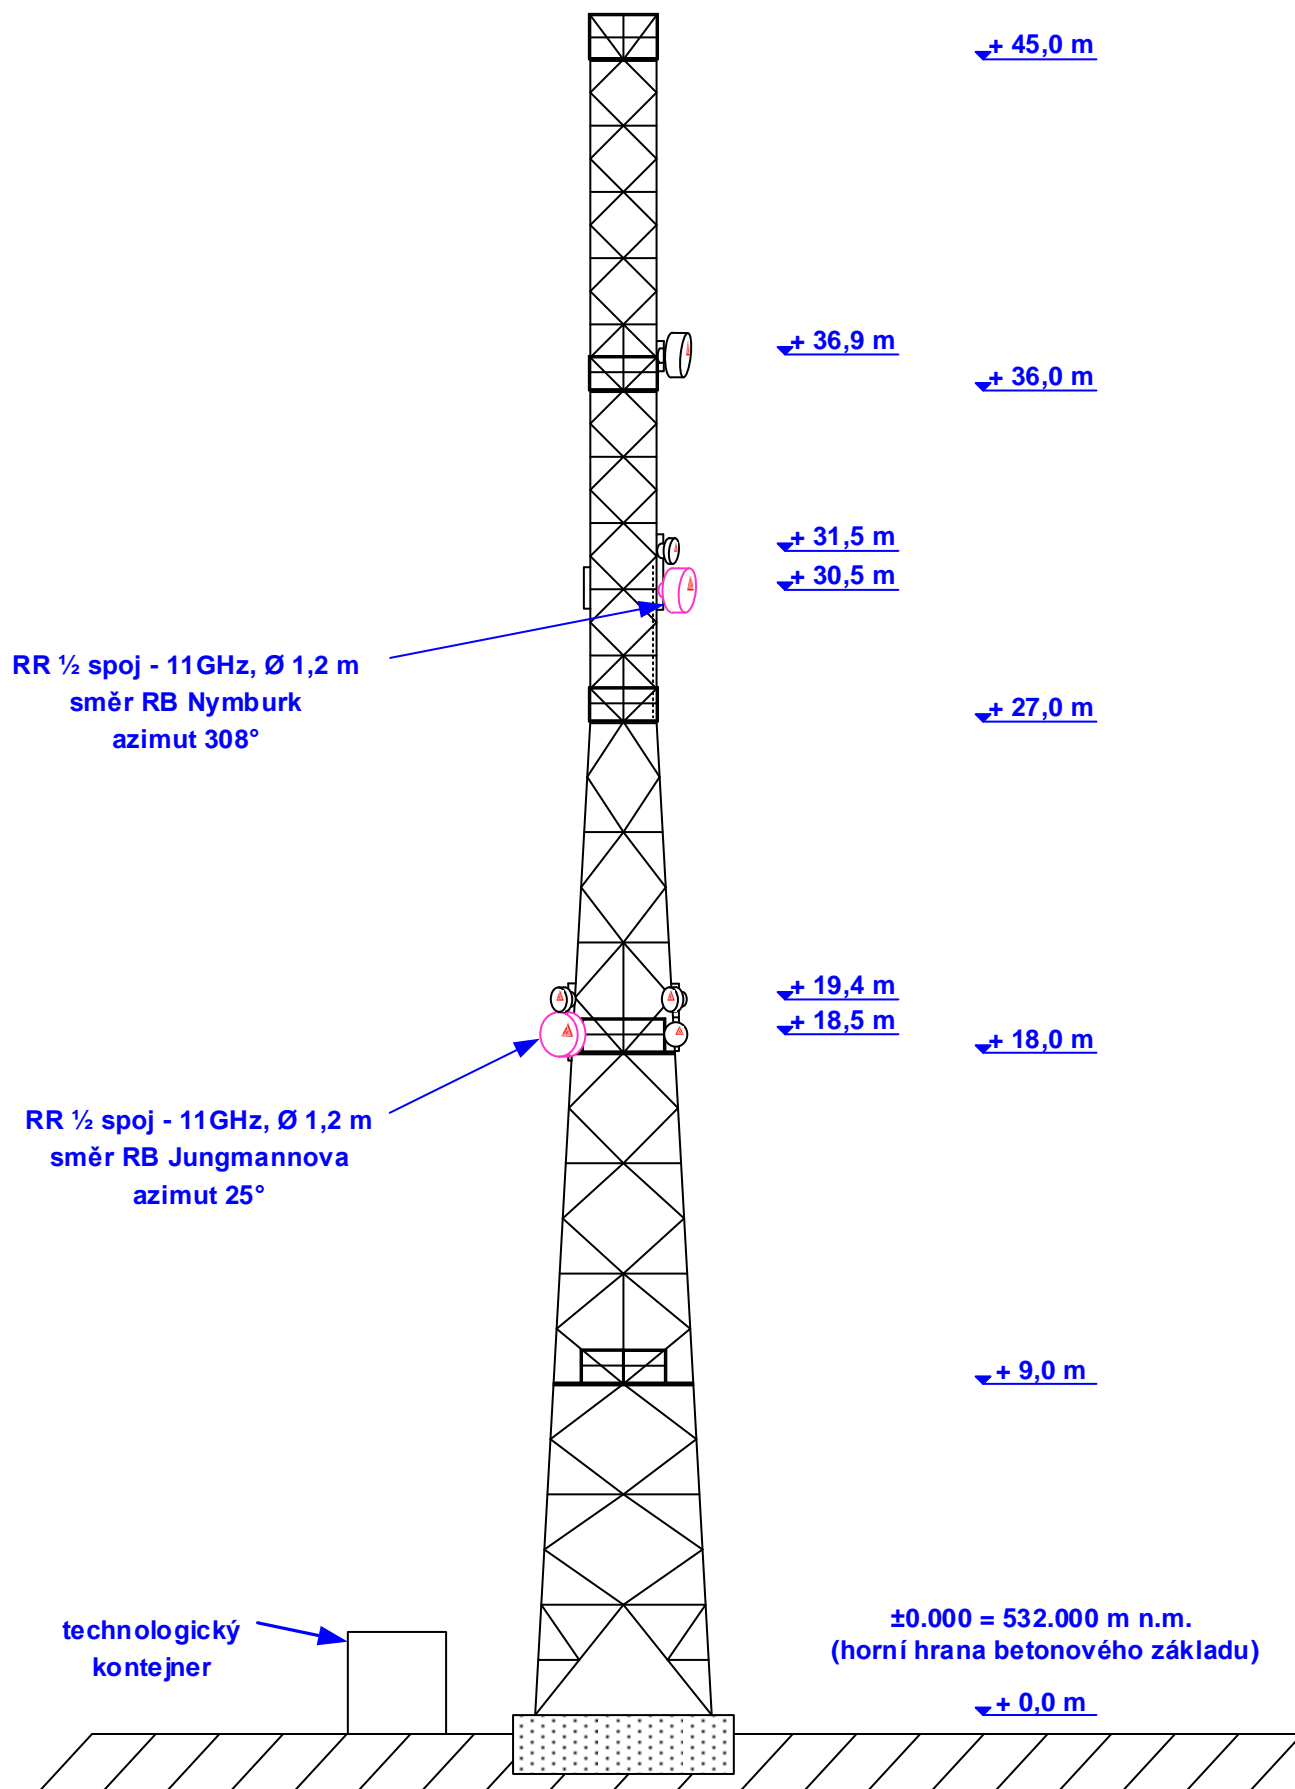 + 45,0 m
+ 36,9 m
+ 36,0 m
+ 31,5 m
+ 30,5 m
RR ½ spoj - 11GHz, Ø 1,2 m
směr RB Nymburk
azimut 308°
+ 27,0 m
+ 19,4 m
+ 18,5 m
+ 18,0 m
RR ½ spoj - 11GHz, Ø 1,2 m
směr RB Jungmannova
azimut 25°
+ 9,0 m
technologický
kontejner
±0.000 = 532.000 m n.m.
(horní hrana betonového základu)
+ 0,0 m